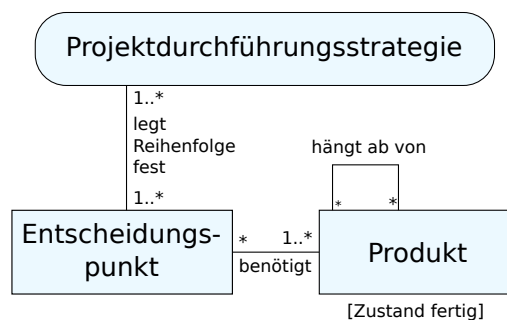 Projektdurchführungsstrategie
1..*
legt
Reihenfolge
fest
1..*
hängt ab von
* *
Entscheidungs-
punkt
* 1..*
benötigt
Produkt
[Zustand fertig]